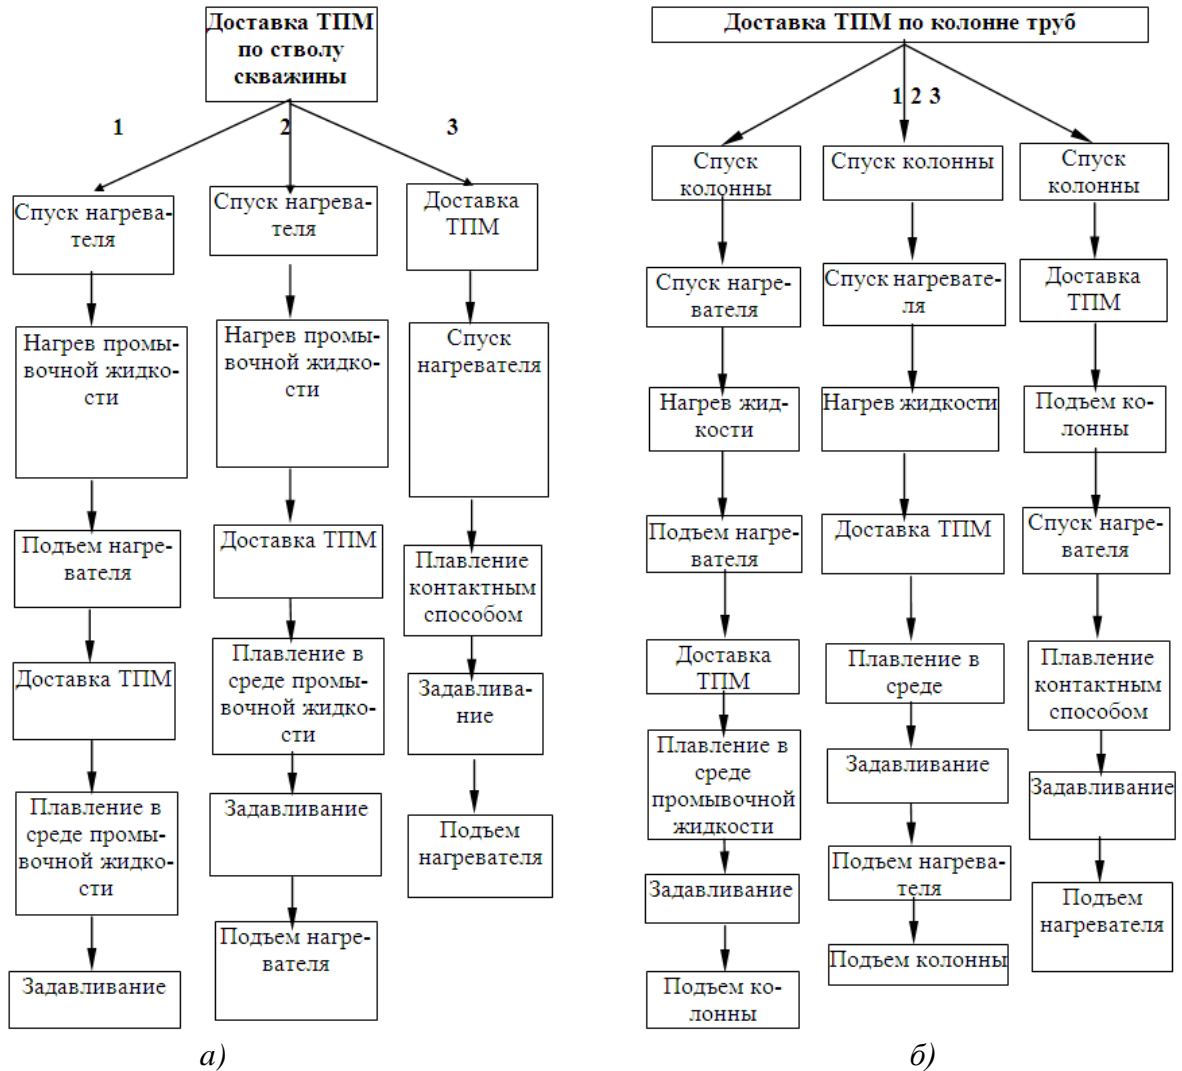 Доставка ТПМ
по стволу
скважины
1
2
3
Спуск нагрева-
теля
Нагрев промы-
вочной жидко-
сти
Подъем нагре-
вателя
Доставка ТПМ
Плавление в
среде промы-
вочной жидко-
сти
Задавливание
Спуск нагрева-
теля
Нагрев промы-
вочной жидко-
сти
Доставка ТПМ
Плавление в
среде промы-
вочной жидко-
сти
Задавливание
Подъем нагре-
вателя
Доставка
ТПМ
Спуск
нагревателя
Плавление
контактным
способом
Задавлива-
ние
Подъем
нагревателя
а)
Доставка ТПМ по колонне труб
1 2 3
Спуск
колонны
Спуск нагре-
вателя
Нагрев жид-
кости
Подъем нагре-
вателя
Доставка
ТПМ
Плавление в
среде
промывочной
жидкости
Задавливание
Подъем ко-
лонны
Спуск колонны
Спуск нагревате-
ля
Нагрев жидкости
Доставка ТПМ
Плавление в
среде
Задавливание
Подъем нагрева-
теля
Подъем колонны
Спуск
колонны
Доставка
ТПМ
Подъем ко-
лонны
Спуск нагре-
вателя
Плавление
контактным
способом
Задавливание
Подъем
нагревателя
б)